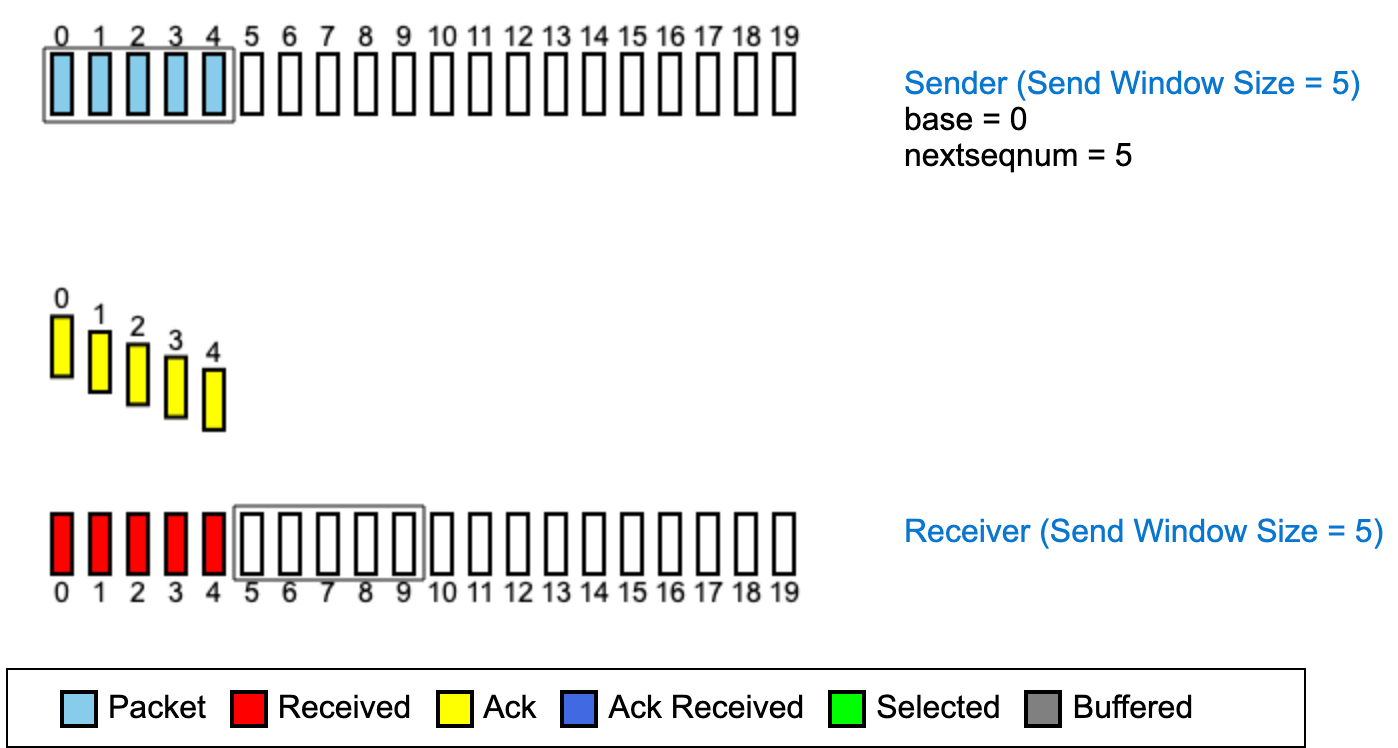 0 1 2 3 4 5 6 7 8 9 10 11 12 13 14 15 16 17 18 19
Sender (Send Window Size = 5)
base = 0
nextseqnum = 5
0
1
2
3
4
Receiver (Send Window Size = 5)
0 1 2 3 4 5 6 7 8 9 10 11 12 13 14 15 16 17 18 19
Packet Received Ack Ack Received Selected Buffered